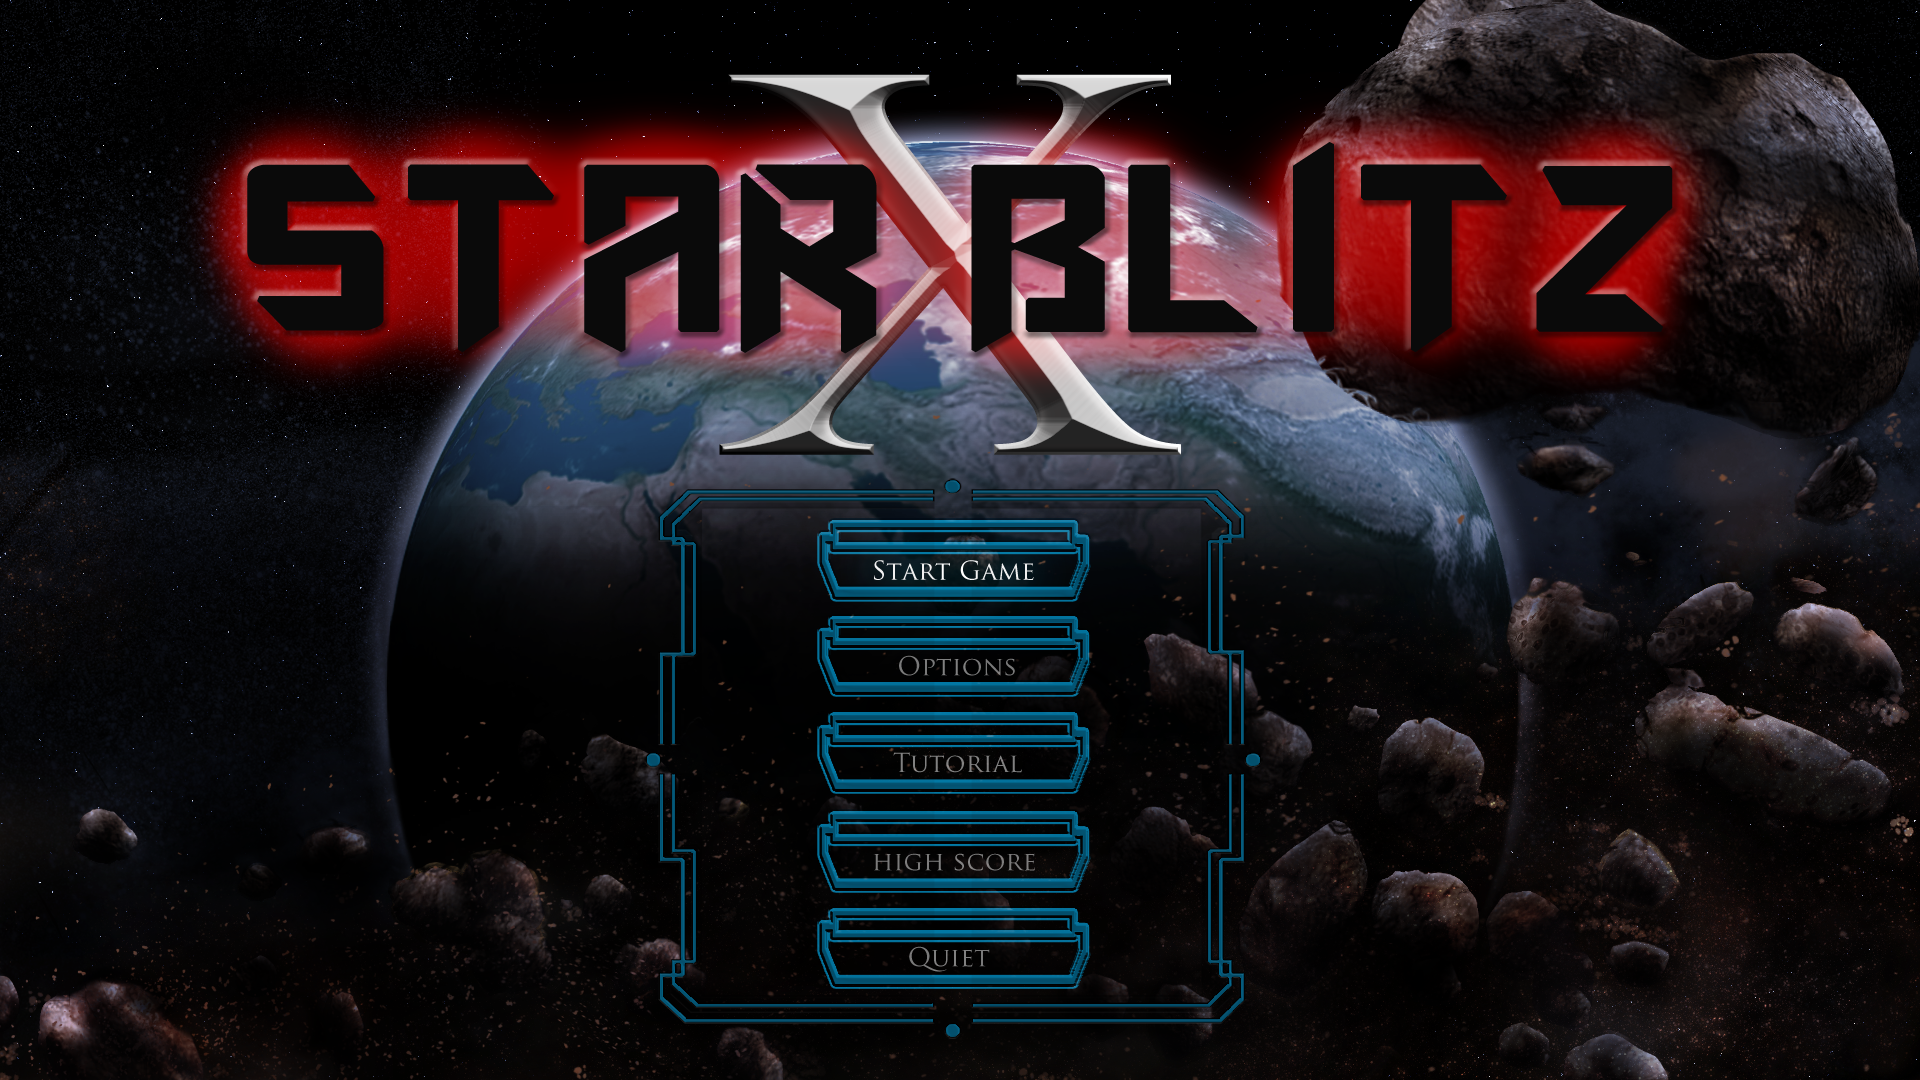 STAR X BLITZ
START GAME
OPTIONS
TUTORIAL
HIGH SCORE
QUIET